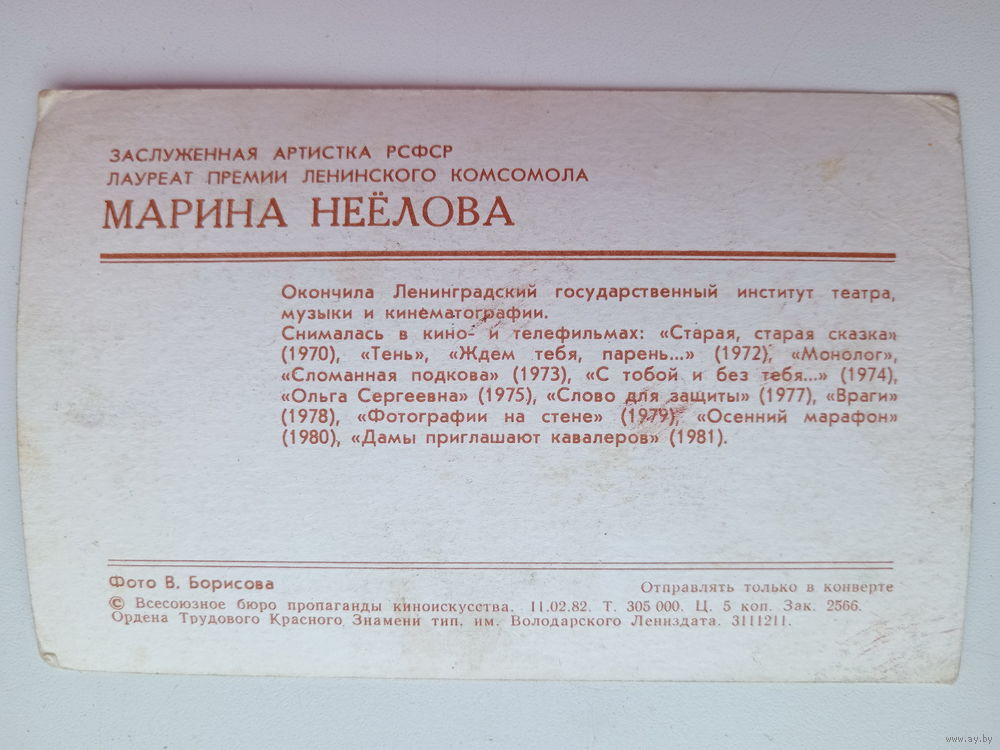 ЗАСЛУЖЕННАЯ АРТИСТКА РСФСР
ЛАУРЕАТ ПРЕМИИ ЛЕНИНСКОГО КОМСОМОЛА
МАРИНА НЕЁЛОВА
Окончила Ленинградский государственный институт театра,
музыки и кинематографии.
Снималась в кино- и телефильмах: «Старая, старая сказка»
(1970), «Тень», «Ждем тебя, парень...» (1972), «Монолог»,
«Сломанная подкова» (1973), «С тобой и без тебя...» (1974),
«Ольга Сергеевна» (1975), «Слово для защиты» (1977), «Враги»
(1978), «Фотографии на стене» (1979), «Осенний марафон»
(1980), «Дамы приглашают кавалеров» (1981).
Фото В. Борисова
Отправлять только в конверте
© Всесоюзное бюро пропаганды киноискусства. 11.02.82. Т. 305 000. Ц. 5 коп. Зак. 2566.
Ордена Трудового Красного Знамени тип. им. Володарского Лениздата. 3111211.
www.ay.by